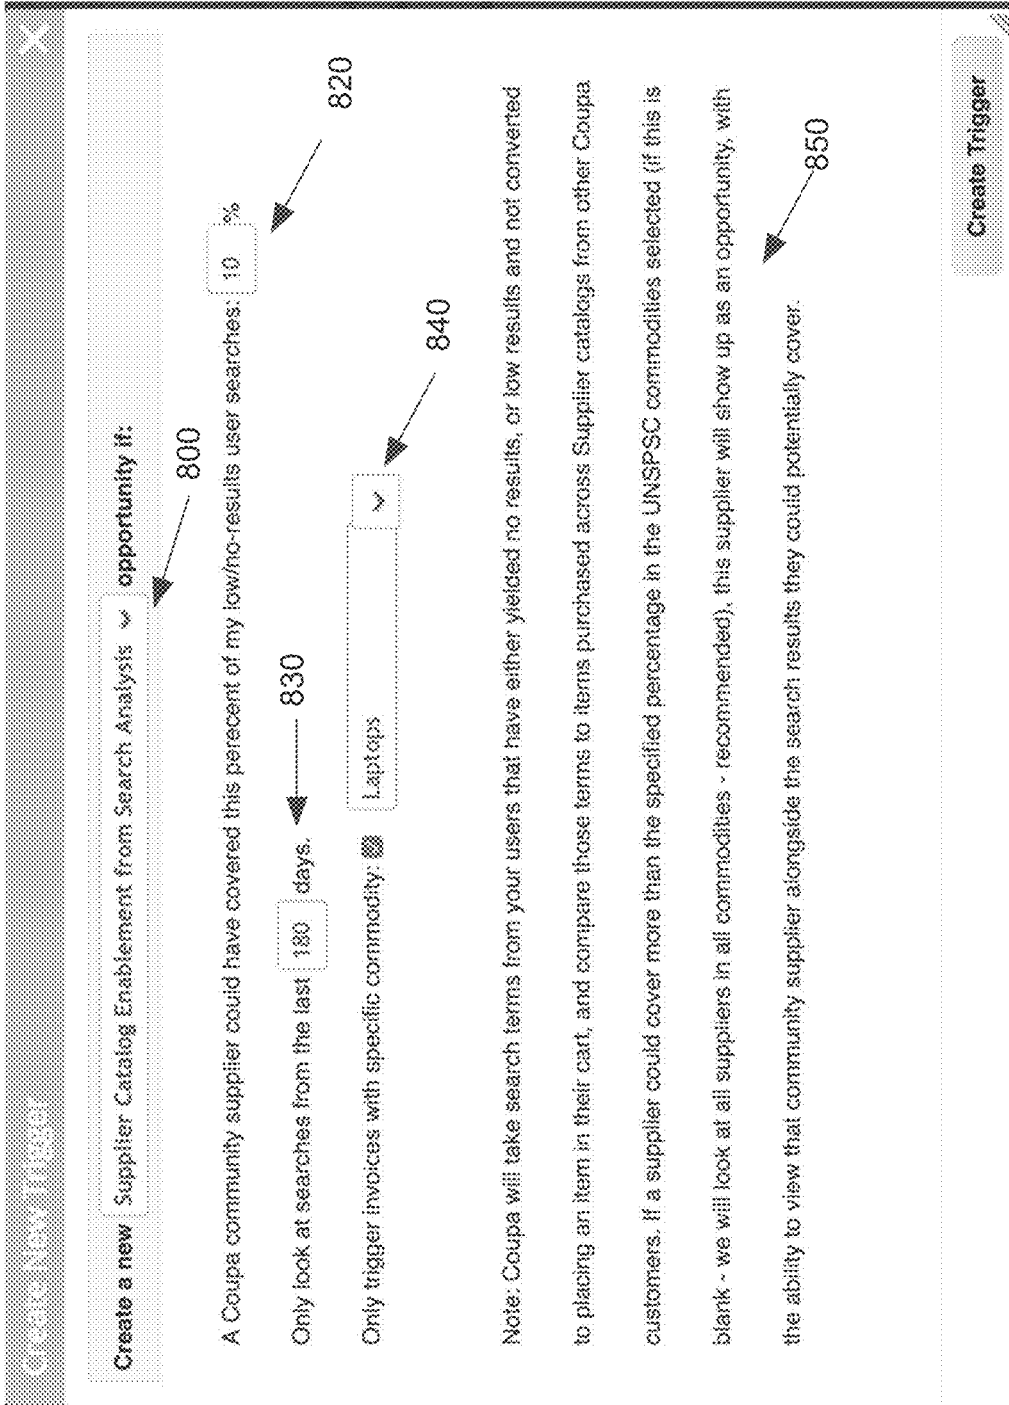 Create New Trigger X
Create a new Supplier Catalog Enablement from Search Analysis opportunity if:
800
A Coupa community supplier could have covered this perecent of my low/no-results user searches: 10 %
820
Only look at searches from the last 180 days.
830
Only trigger invoices with specific commodity: Laptops
840
Note: Coupa will take search terms from your users that have either yielded no results, or low results and not converted
to placing an item in their cart, and compare those terms to items purchased across Supplier catalogs from other Coupa
customers. If a supplier could cover more than the specified percentage in the UNSPSC commodities selected (if this is
blank - we will look at all suppliers in all commodities - recommended), this supplier will show up as an opportunity, with
the ability to view that community supplier alongside the search results they could potentially cover.
850
Create Trigger